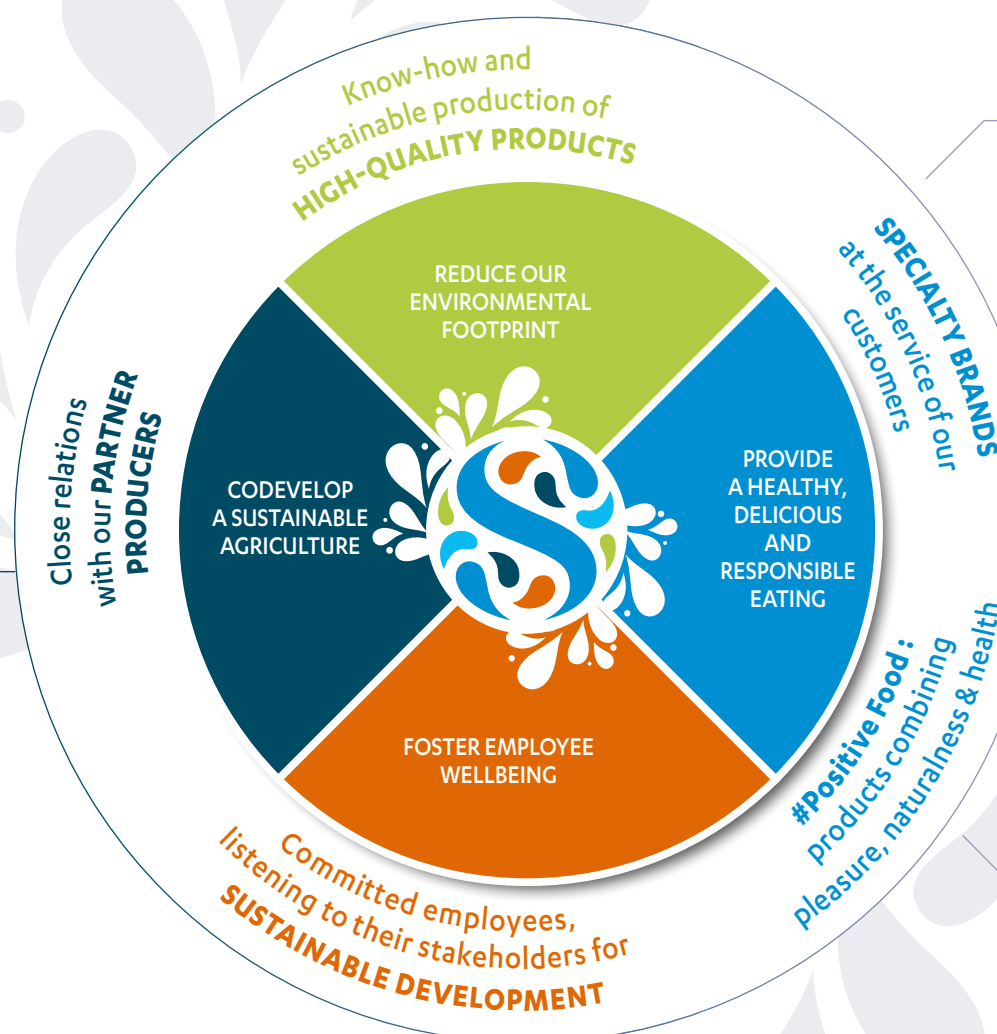 Know-how and
sustainable production of
HIGH-QUALITY PRODUCTS
SPECIALTY BRANDS
at the service of our
customers
REDUCE OUR
ENVIRONMENTAL
FOOTPRINT
Close relations
with our PARTNER
PRODUCERS
CODEVELOP
A SUSTAINABLE
AGRICULTURE
PROVIDE
A HEALTHY,
DELICIOUS
AND
RESPONSIBLE
EATING
#Positive Food :
products combining
pleasure, naturalness & health
FOSTER EMPLOYEE
WELLBEING
Committed employees,
listening to their stakeholders for
SUSTAINABLE DEVELOPMENT